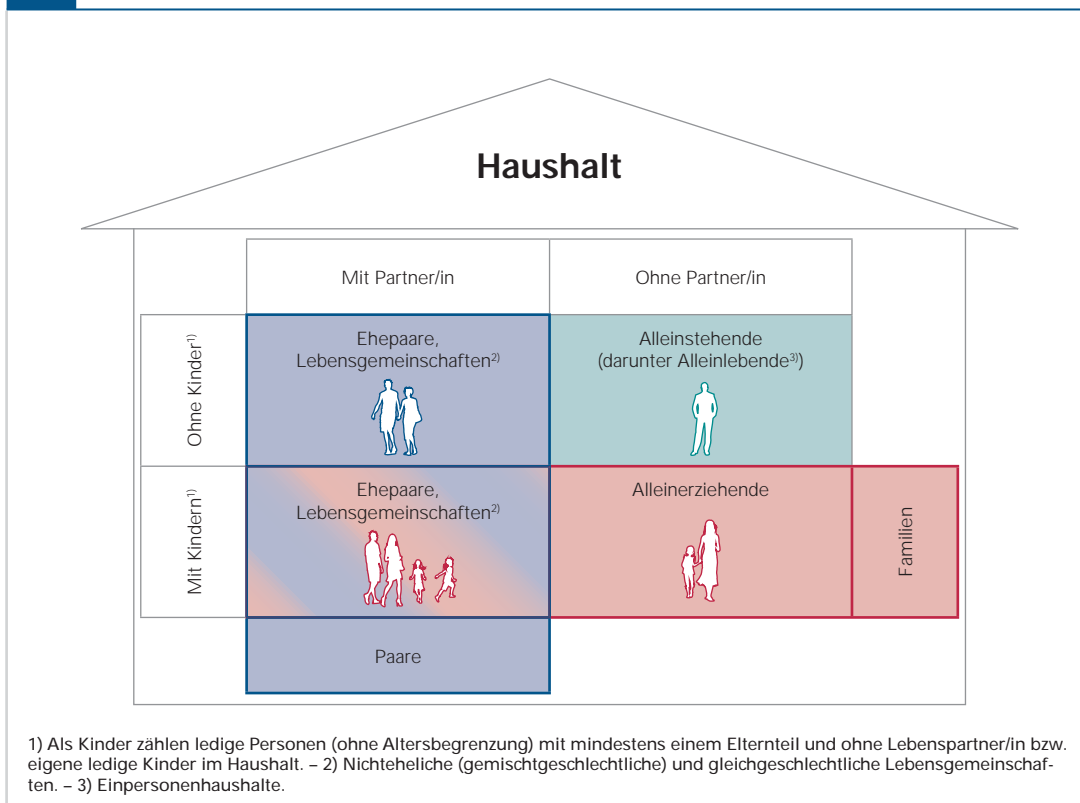 Haushalt
Mit Partner/in
Ohne Partner/in
Ohne Kinder1)
Ehepaare,
Lebensgemeinschaften2)
Alleinstehende
(darunter Alleinlebende3))
Mit Kindern1)
Ehepaare,
Lebensgemeinschaften2)
Alleinerziehende
Familien
Paare
1) Als Kinder zählen ledige Personen (ohne Altersbegrenzung) mit mindestens einem Elternteil und ohne Lebenspartner/in bzw.
eigene ledige Kinder im Haushalt. – 2) Nichteheliche (gemischtgeschlechtliche) und gleichgeschlechtliche Lebensgemeinschaf-
ten. – 3) Einpersonenhaushalte.